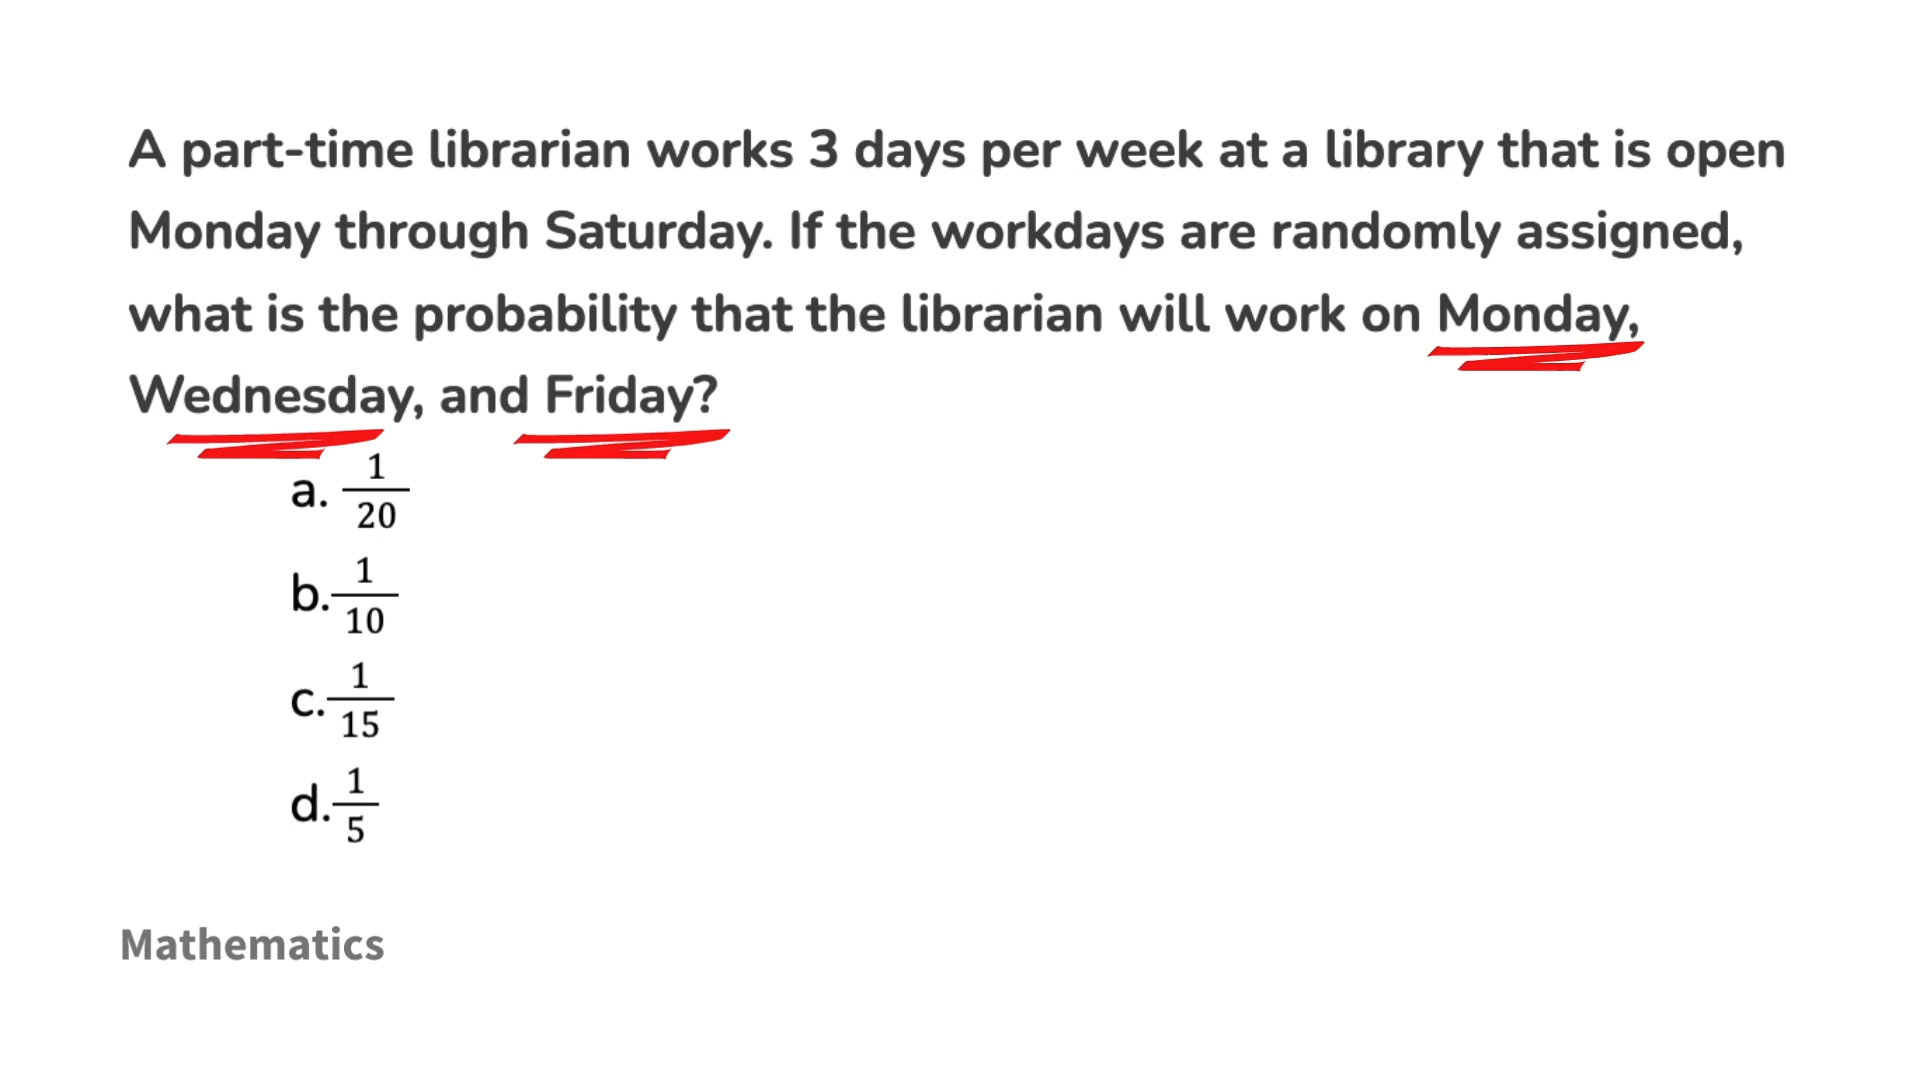 A part-time librarian works 3 days per week at a library that is open
Monday through Saturday. If the workdays are randomly assigned,
what is the probability that the librarian will work on Monday,
Wednesday, and Friday?
a. 1/20
b. 1/10
c. 1/15
d. 1/5
Mathematics